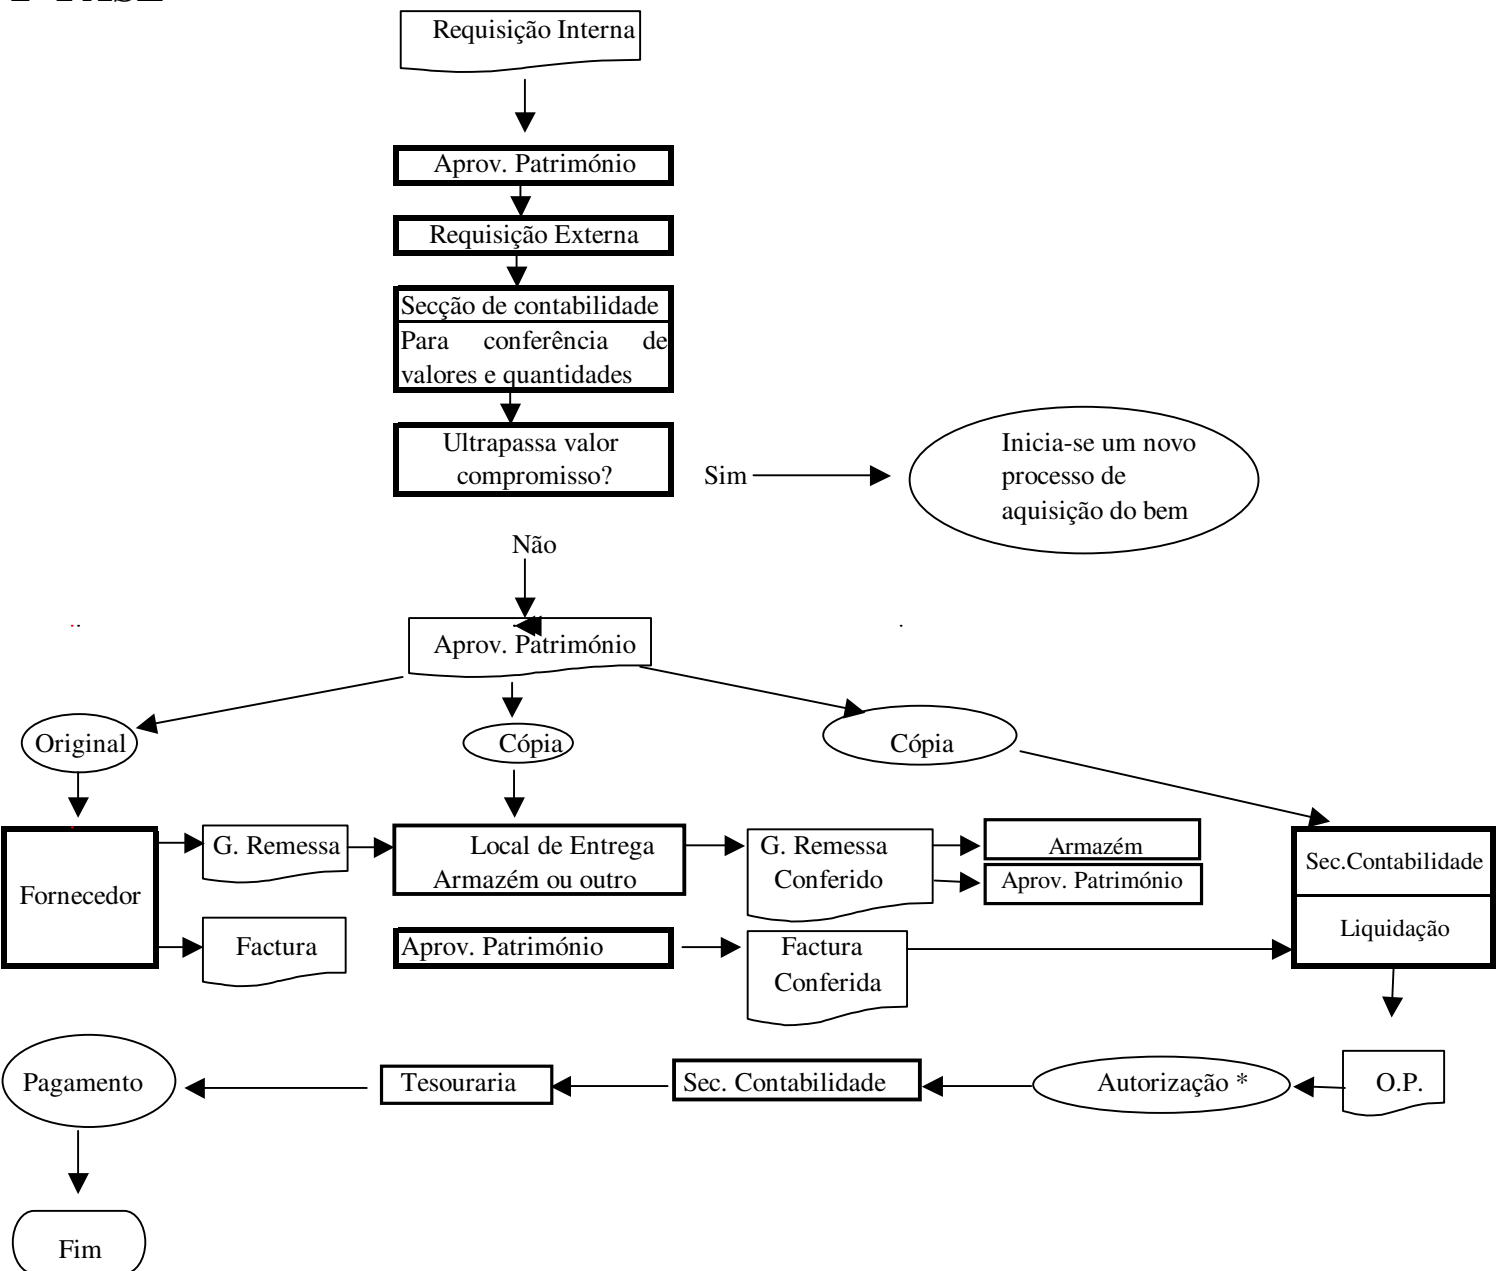 Requisição Interna
Aprov. Património
Requisição Externa
Secção de contabilidade
Para conferência de
valores e quantidades
Ultrapassa valor
compromisso?
Sim
Inicia-se um novo
processo de
aquisição do bem
Não
Aprov. Património
Original
Cópia
Cópia
Fornecedor
G. Remessa
Local de Entrega
Armazém ou outro
G. Remessa
Conferido
Armazém
Aprov. Património
Sec.Contabilidade
Liquidação
Factura
Aprov. Património
Factura
Conferida
Pagamento
Tesouraria
Sec. Contabilidade
Autorização *
O.P.
Fim